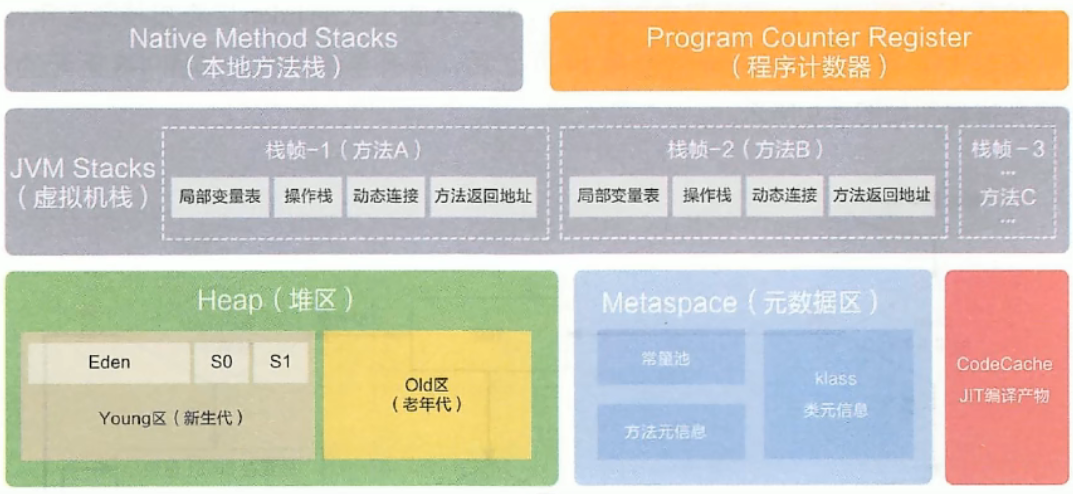 Native Method Stacks
（本地方法栈）
Program Counter Register
（程序计数器）
JVM Stacks
（虚拟机栈）
栈帧-1（方法A）
局部变量表
操作栈
动态连接
方法返回地址
栈帧-2（方法B）
局部变量表
操作栈
动态连接
方法返回地址
栈帧-3
...
方法C
...
Heap（堆区）
Eden
S0
S1
Young区（新生代）
Old区
（老年代）
Metaspace（元数据区）
常量池
方法元信息
klass
类元信息
CodeCache
JIT编译产物